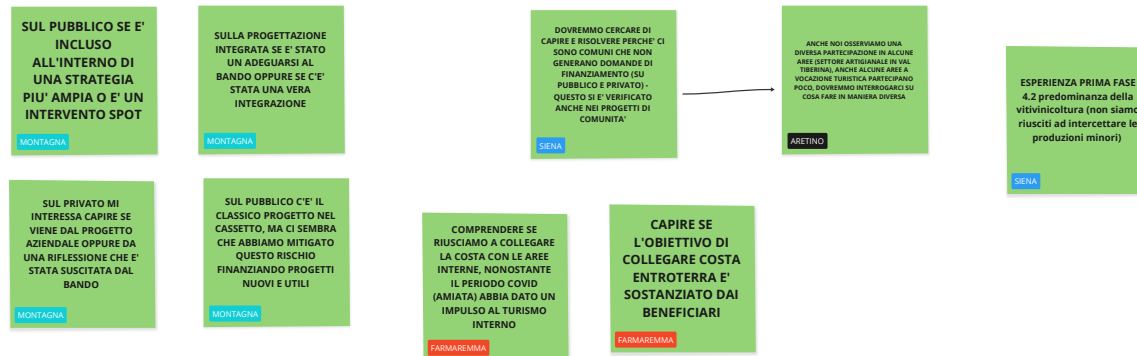 SUL PUBBLICO SE E'
INCLUSO
ALL'INTERNO DI
UNA STRATEGIA
PIU' AMPIA O E' UN
INTERVENTO SPOT
MONTAGNA
SULLA PROGETTAZIONE
INTEGRATA SE E' STATO
UN ADEGUARSI AL
BANDO OPPURE SE C'E'
STATA UNA VERA
INTEGRAZIONE
MONTAGNA
DOVREMMO CERCARE DI
CAPIRE E RISOLVERE PERCHE' CI
SONO COMUNI CHE NON
GENERANO DOMANDE DI
FINANZIAMENTO (SU
PUBBLICO E PRIVATO) -
QUESTO SI E' VERIFICATO
ANCHE NEI PROGETTI DI
COMUNITA'
SIENA
ANCHE NOI OSSERVIAMO UNA
DIVERSA PARTECIPAZIONE IN ALCUNE
AREE (SETTORE ARTIGIANALE IN VAL
TIBERINA), ANCHE ALCUNE AREE A
VOCAZIONE TURISTICA PARTECIPANO
POCO, DOVREMMO INTERROGARCI SU
COSA FARE IN MANIERA DIVERSA
ARETINO
ESPERIENZA PRIMA FASE
4.2 predominanza della
vitivinicoltura (non siamo
riusciti ad intercettare le
produzioni minori)
SIENA
SUL PRIVATO MI
INTERESSA CAPIRE SE
VIENE DAL PROGETTO
AZIENDALE OPPURE DA
UNA RIFLESSIONE CHE E'
STATA SUSCITATA DAL
BANDO
MONTAGNA
SUL PUBBLICO C'E' IL
CLASSICO PROGETTO NEL
CASSETTO, MA CI SEMBRA
CHE ABBIAMO MITIGATO
QUESTO RISCHIO
FINANZIANDO PROGETTI
NUOVI E UTILI
MONTAGNA
COMPRENDERE SE
RIUSCIAMO A COLLEGARE
LA COSTA CON LE AREE
INTERNE, NONOSTANTE
IL PERIODO COVID
(AMIATA) ABBIA DATO UN
IMPULSO AL TURISMO
INTERNO
FARMAREMMA
CAPIRE SE
L'OBIETTIVO DI
COLLEGARE COSTA
ENTROTERRA E'
SOSTANZIATO DAI
BENEFICIARI
FARMAREMMA